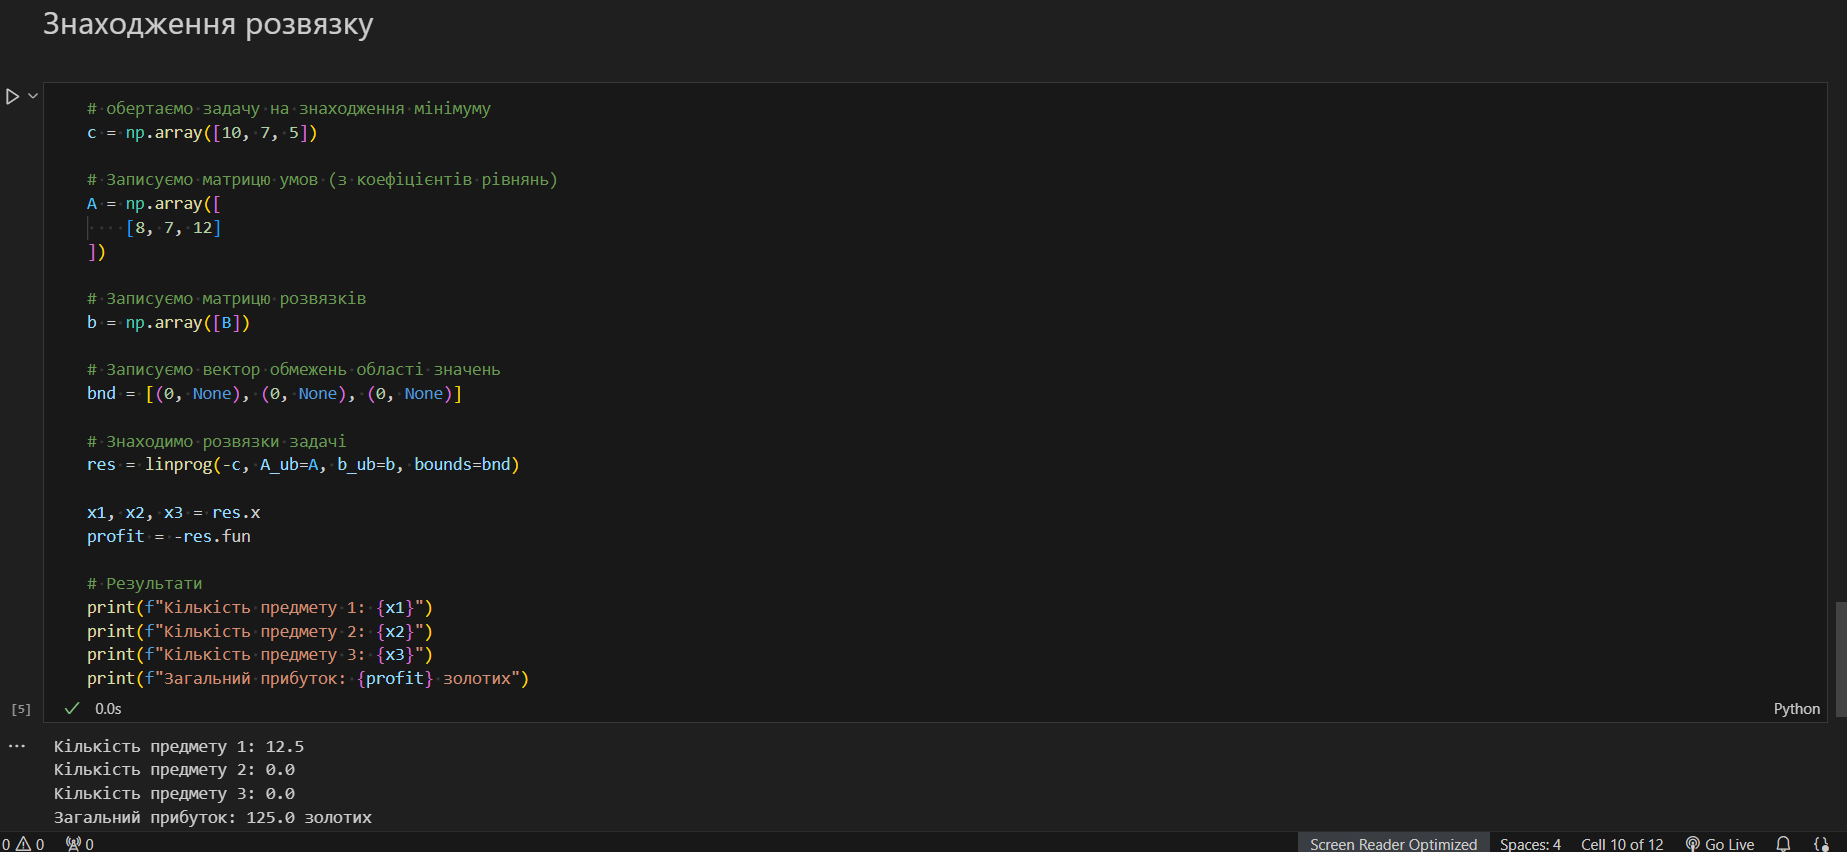 Знаходження розвязку
# обертаємо задачу на знаходження мінімуму
c = np.array([10, 7, 5])
# Записуємо матрицю умов (з коефіцієнтів рівнянь)
A = np.array([
[8, 7, 12]
])
# Записуємо матрицю розвязків
b = np.array([B])
# Записуємо вектор обмежень області значень
bnd = [(0, None), (0, None), (0, None)]
# Знаходимо розвязки задачі
res = linprog(-c, A_ub=A, b_ub=b, bounds=bnd)
x1, x2, x3 = res.x
profit = -res.fun
# Результати
print(f"Кількість предмету 1: {x1}")
print(f"Кількість предмету 2: {x2}")
print(f"Кількість предмету 3: {x3}")
print(f"Загальний прибуток: {profit} золотих")
[5] 0.0s Python
Кількість предмету 1: 12.5
Кількість предмету 2: 0.0
Кількість предмету 3: 0.0
Загальний прибуток: 125.0 золотих
0 0 0 Screen Reader Optimized Spaces: 4 Cell 10 of 12 Go Live